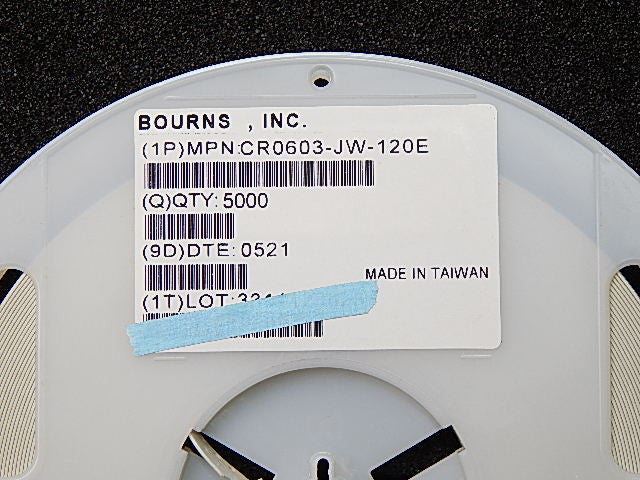 BOURNS , INC.
(1P)MPN:CR0603-JW-120E
(Q)QTY: 5000
(9D)DTE: 0521
MADE IN TAIWAN
(1T)LOT: